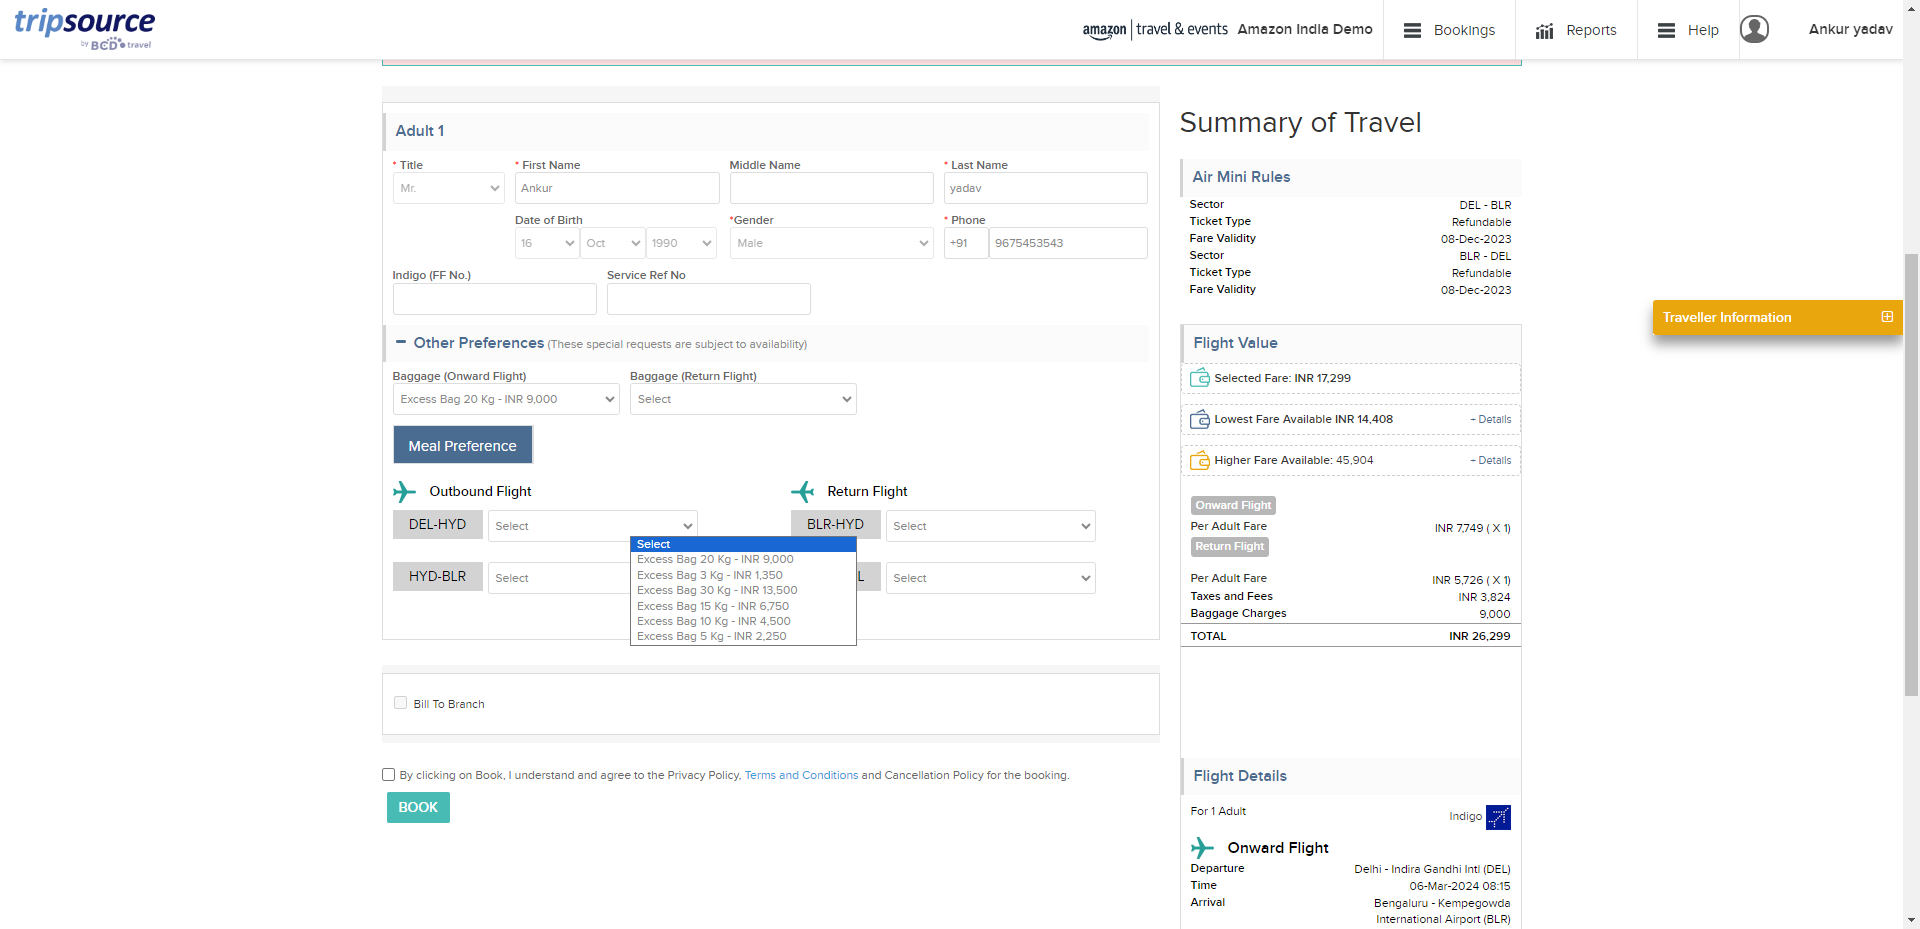 tripsource
by BCD travel
amazon | travel & events Amazon India Demo
Bookings
Reports
Help
Ankur yadav
Adult 1
* Title
* First Name
Middle Name
* Last Name
Mr.
Ankur
yadav
Date of Birth
*Gender
* Phone
16
Oct
1990
Male
+91
9675453543
Indigo (FF No.)
Service Ref No
Other Preferences (These special requests are subject to availability)
Baggage (Onward Flight)
Baggage (Return Flight)
Excess Bag 20 Kg - INR 9,000
Select
Meal Preference
Outbound Flight
Return Flight
DEL-HYD
Select
BLR-HYD
Select
Select
Excess Bag 20 Kg - INR 9,000
Excess Bag 3 Kg - INR 1,350
Excess Bag 30 Kg - INR 13,500
Excess Bag 15 Kg - INR 6,750
Excess Bag 10 Kg - INR 4,500
Excess Bag 5 Kg - INR 2,250
HYD-BLR
Select
L
Select
Bill To Branch
By clicking on Book, I understand and agree to the Privacy Policy, Terms and Conditions and Cancellation Policy for the booking.
BOOK
Summary of Travel
Air Mini Rules
Sector DEL - BLR
Ticket Type Refundable
Fare Validity 08-Dec-2023
Sector BLR - DEL
Ticket Type Refundable
Fare Validity 08-Dec-2023
Traveller Information
Flight Value
Selected Fare: INR 17,299
Lowest Fare Available INR 14,408 + Details
Higher Fare Available: 45,904 + Details
Onward Flight
Per Adult Fare INR 7,749 ( X 1)
Return Flight
Per Adult Fare INR 5,726 ( X 1)
Taxes and Fees INR 3,824
Baggage Charges 9,000
TOTAL INR 26,299
Flight Details
For 1 Adult Indigo
Onward Flight
Departure Delhi - Indira Gandhi Intl (DEL)
Time 06-Mar-2024 08:15
Arrival Bengaluru - Kempegowda
International Airport (BLR)